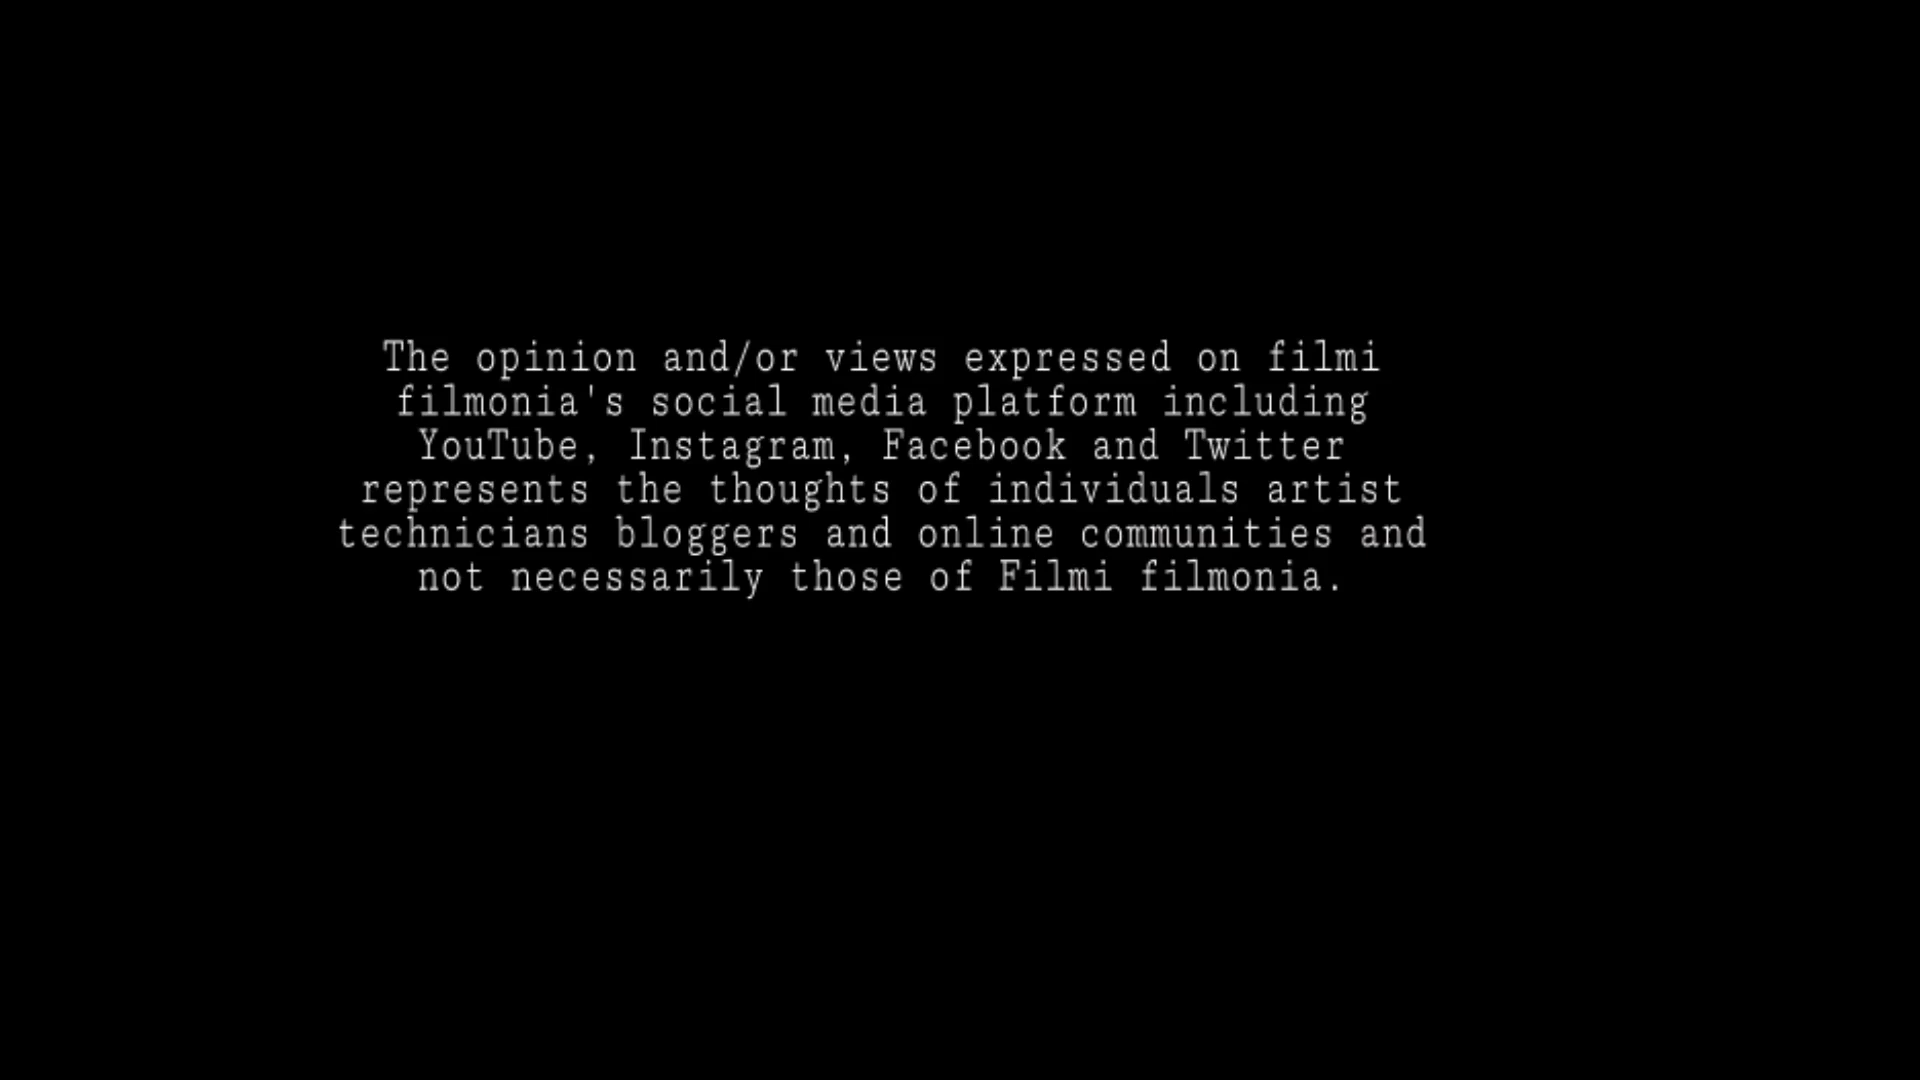 The opinion and/or views expressed on filmi
filmonia's social media platform including
YouTube, Instagram, Facebook and Twitter
represents the thoughts of individuals artist
technicians bloggers and online communities and
not necessarily those of Filmi filmonia.